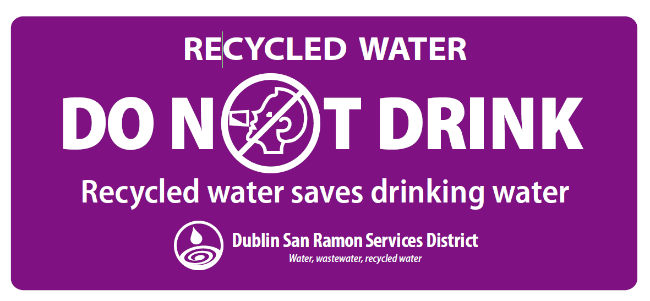 RECYCLED WATER
DO NOT DRINK
Recycled water saves drinking water
Dublin San Ramon Services District
Water, wastewater, recycled water